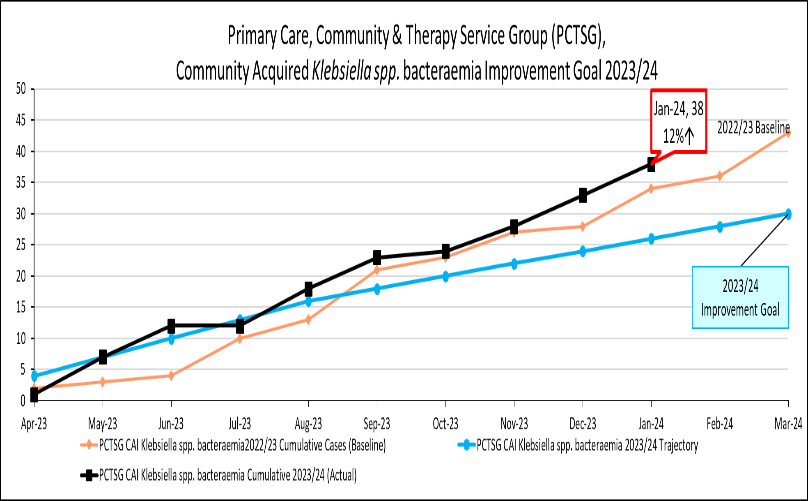 Primary Care, Community & Therapy Service Group (PCTSG),
Community Acquired Klebsiella spp. bacteraemia Improvement Goal 2023/24
50
45
40
35
30
25
20
15
10
5
0
Jan-24, 38
12%↑
2022/23 Baseline
2023/24
Improvement Goal
Apr-23 May-23 Jun-23 Jul-23 Aug-23 Sep-23 Oct-23 Nov-23 Dec-23 Jan-24 Feb-24 Mar-24
PCTSG CAI Klebsiella spp. bacteraemia2022/23 Cumulative Cases (Baseline)
PCTSG CAI Klebsiella spp. bacteraemia 2023/24 Trajectory
PCTSG CAI Klebsiella spp. bacteraemia Cumulative 2023/24 (Actual)